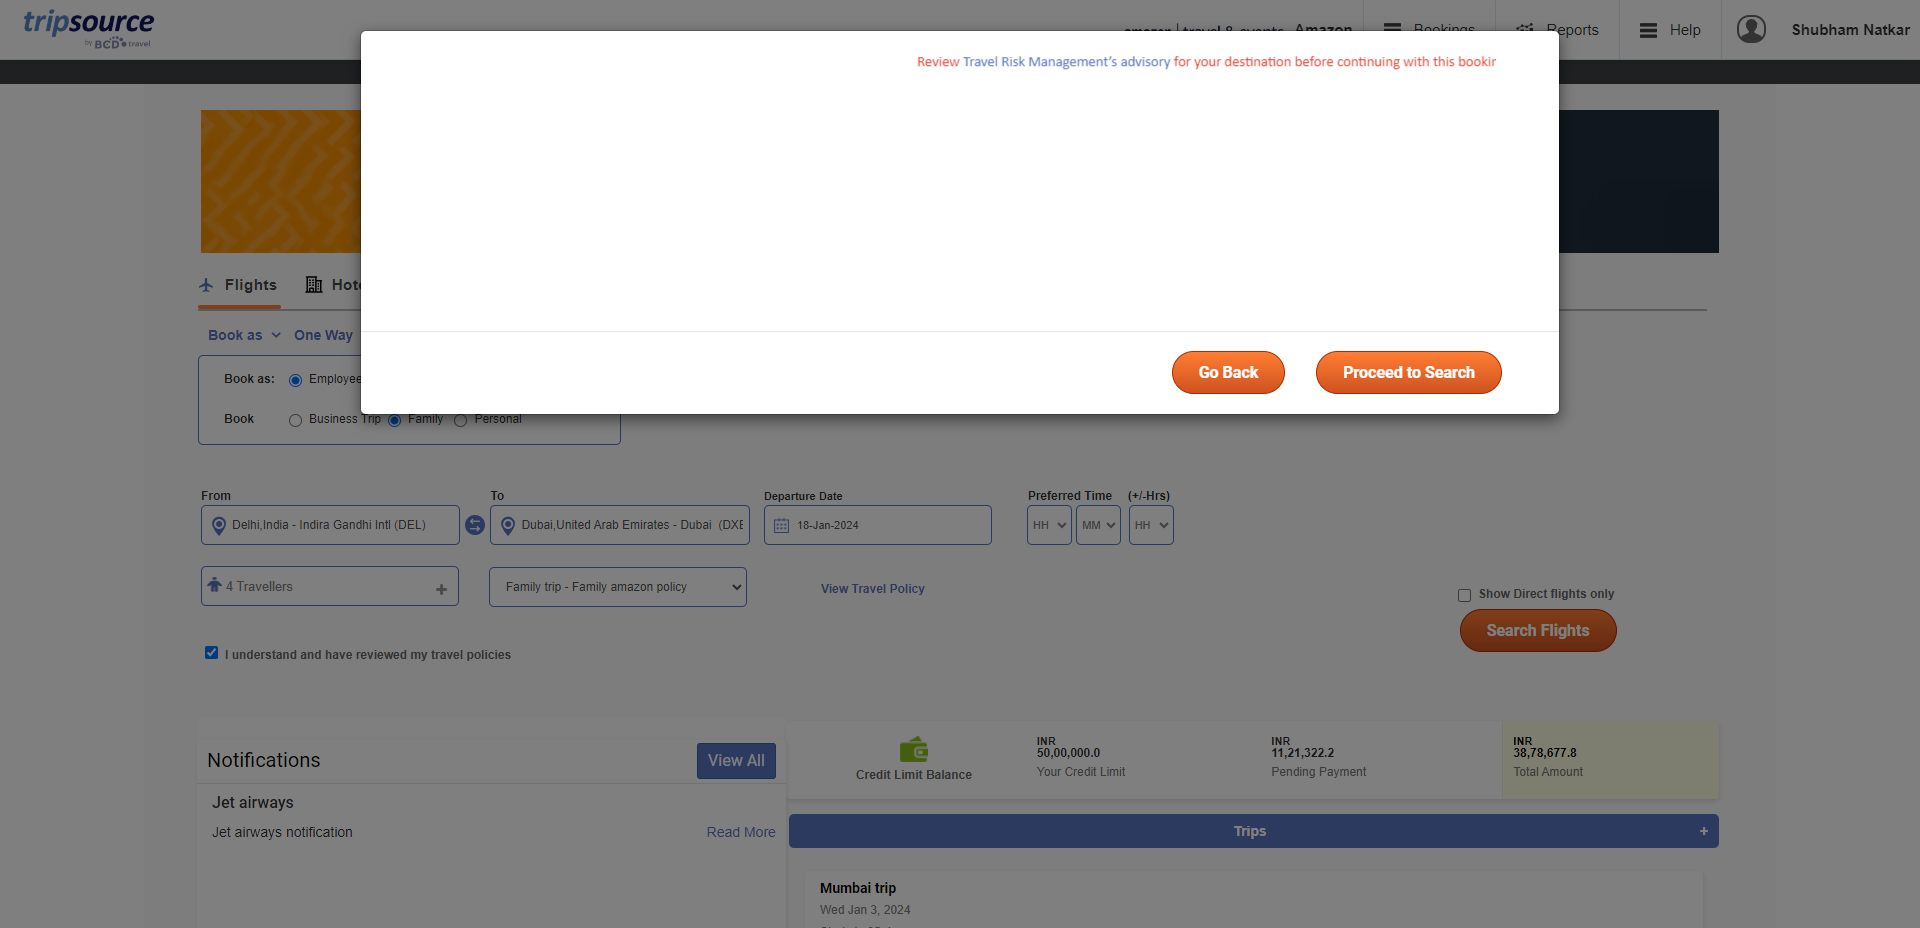 tripsource
by BCD travel
amazon | travel & events Amazon
Bookings
Reports
Help
Shubham Natkar
Review Travel Risk Management's advisory for your destination before continuing with this bookin
Go Back
Proceed to Search
Flights
Hot
Book as
One Way
Book as:
Employee
Book
Business Trip
Family
Personal
From
To
Departure Date
Preferred Time
(+/-Hrs)
Delhi,India - Indira Gandhi Intl (DEL)
Dubai,United Arab Emirates - Dubai (DXB
18-Jan-2024
HH
MM
HH
4 Travellers
+
Family trip - Family amazon policy
View Travel Policy
Show Direct flights only
Search Flights
I understand and have reviewed my travel policies
Notifications
View All
Jet airways
Jet airways notification
Read More
Credit Limit Balance
INR
50,00,000.0
Your Credit Limit
INR
11,21,322.2
Pending Payment
INR
38,78,677.8
Total Amount
Trips
+
Mumbai trip
Wed Jan 3, 2024